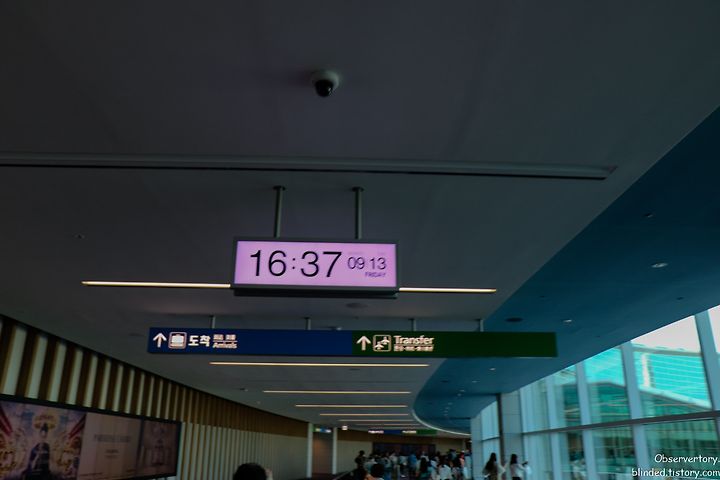 16:37 09 13
FRIDAY
도착
Arrivals
Transfer
Observertory.
blinded.tistory.com